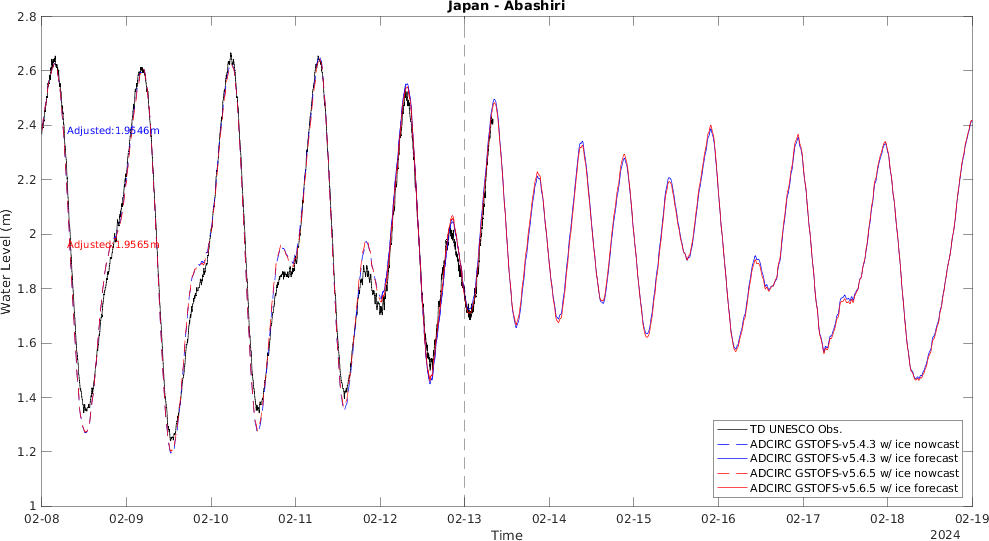 Japan - Abashiri
Water Level (m)
2.8
2.6
2.4
2.2
2
1.8
1.6
1.4
1.2
1
Adjusted:1.9546m
Adjusted:1.9565m
TD UNESCO Obs.
ADCIRC GSTOFS-v5.4.3 w/ ice nowcast
ADCIRC GSTOFS-v5.4.3 w/ ice forecast
ADCIRC GSTOFS-v5.6.5 w/ ice nowcast
ADCIRC GSTOFS-v5.6.5 w/ ice forecast
02-08 02-09 02-10 02-11 02-12 02-13 02-14 02-15 02-16 02-17 02-18 02-19
Time
2024